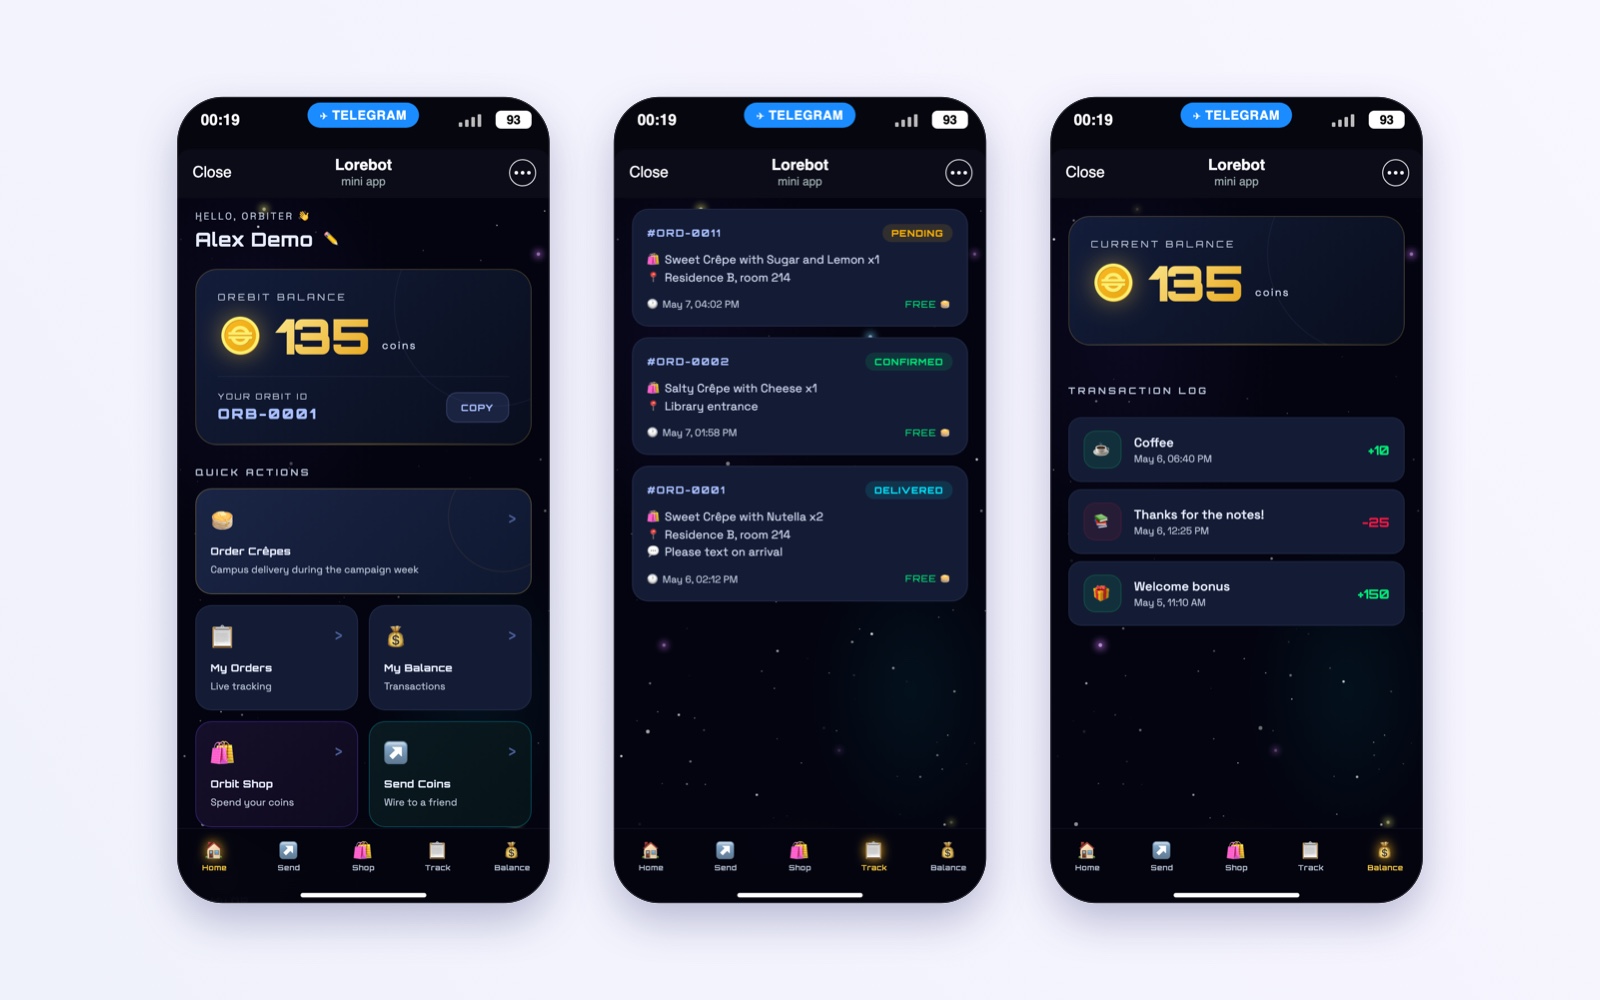 00:19
✈ TELEGRAM
93
Close
Lorebot
mini app
HELLO, ORBITER 👋
Alex Demo ✏️
OREBIT BALANCE
135 coins
YOUR ORBIT ID
ORB-0001
COPY
QUICK ACTIONS
>
Order Crêpes
Campus delivery during the campaign week
>
My Orders
Live tracking
>
My Balance
Transactions
>
Orbit Shop
Spend your coins
>
Send Coins
Wire to a friend
Home
Send
Shop
Track
Balance
00:19
✈ TELEGRAM
93
Close
Lorebot
mini app
#ORD-0011
PENDING
Sweet Crêpe with Sugar and Lemon x1
Residence B, room 214
May 7, 04:02 PM
FREE
#ORD-0002
CONFIRMED
Salty Crêpe with Cheese x1
Library entrance
May 7, 01:58 PM
FREE
#ORD-0001
DELIVERED
Sweet Crêpe with Nutella x2
Residence B, room 214
Please text on arrival
May 6, 02:12 PM
FREE
Home
Send
Shop
Track
Balance
00:19
✈ TELEGRAM
93
Close
Lorebot
mini app
CURRENT BALANCE
135 coins
TRANSACTION LOG
Coffee
May 6, 06:40 PM
+10
Thanks for the notes!
May 6, 12:25 PM
-25
Welcome bonus
May 5, 11:10 AM
+150
Home
Send
Shop
Track
Balance